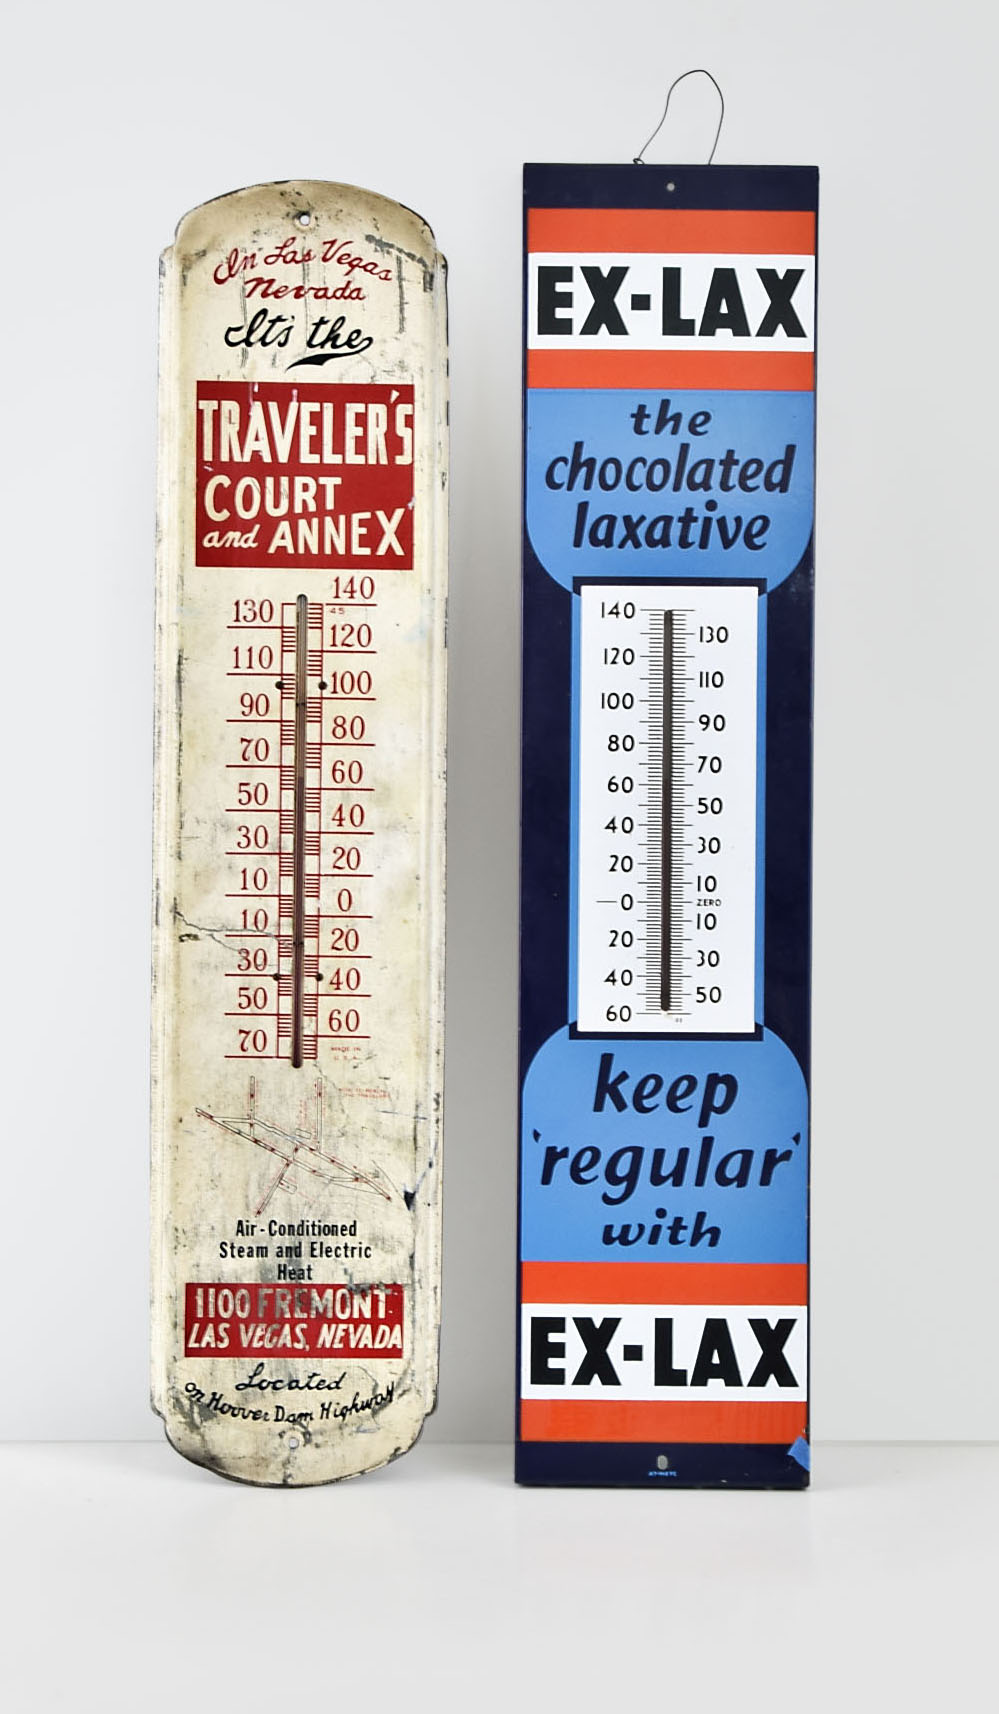 In Las Vegas
Nevada
It's the
TRAVELER'S
COURT
and ANNEX
140
130
45
120
110
100
90
80
70
60
50
40
30
20
10
0
10
20
30
40
50
60
70
MADE IN
U.S.A.
Air-Conditioned
Steam and Electric
Heat
1100 FREMONT
LAS VEGAS, NEVADA
Located
on Hoover Dam Highway
EX-LAX
the
chocolated
laxative
140
130
120
110
100
90
80
70
60
50
40
30
20
10
0 ZERO
10
20
30
40
50
60
keep
'regular'
with
EX-LAX